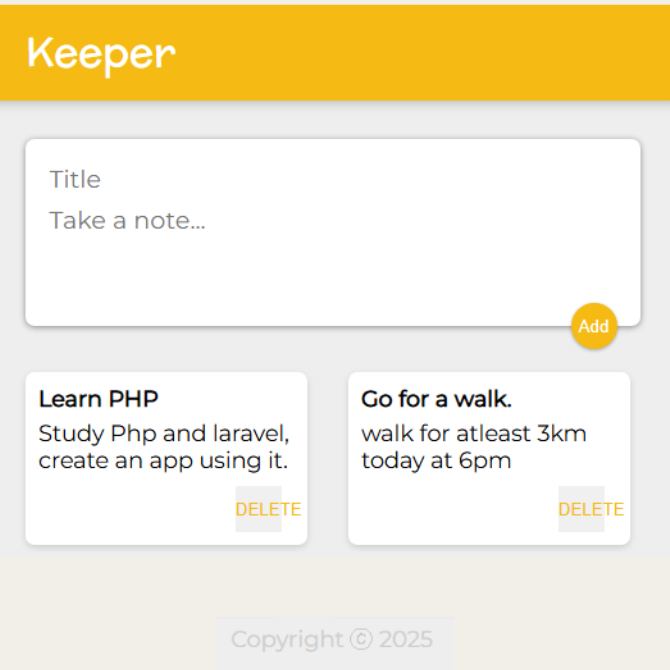 Keeper
Title
Take a note...
Add
Learn PHP
Study Php and laravel,
create an app using it.
DELETE
Go for a walk.
walk for atleast 3km
today at 6pm
DELETE
Copyright ⓒ 2025